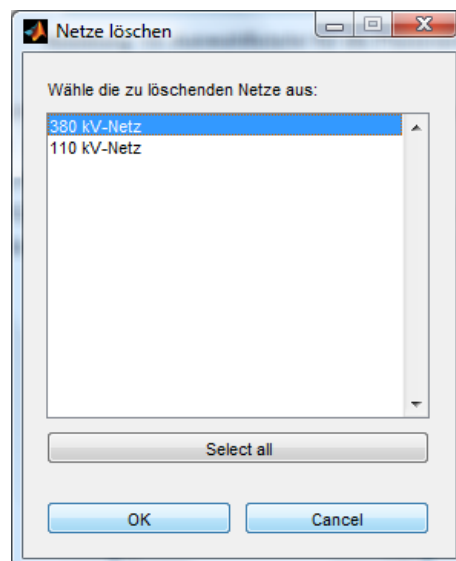 Netze löschen
Wähle die zu löschenden Netze aus:
380 kV-Netz
110 kV-Netz
Select all
OK Cancel